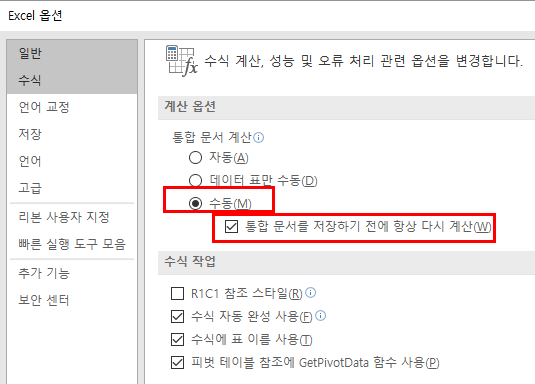 Excel 옵션
일반
수식
언어 교정
저장
언어
고급
리본 사용자 지정
빠른 실행 도구 모음
추가 기능
보안 센터
fx
수식 계산, 성능 및 오류 처리 관련 옵션을 변경합니다.
계산 옵션
통합 문서 계산
자동(A)
데이터 표만 수동(D)
수동(M)
통합 문서를 저장하기 전에 항상 다시 계산(W)
수식 작업
R1C1 참조 스타일(R)
수식 자동 완성 사용(F)
수식에 표 이름 사용(T)
피벗 테이블 참조에 GetPivotData 함수 사용(P)